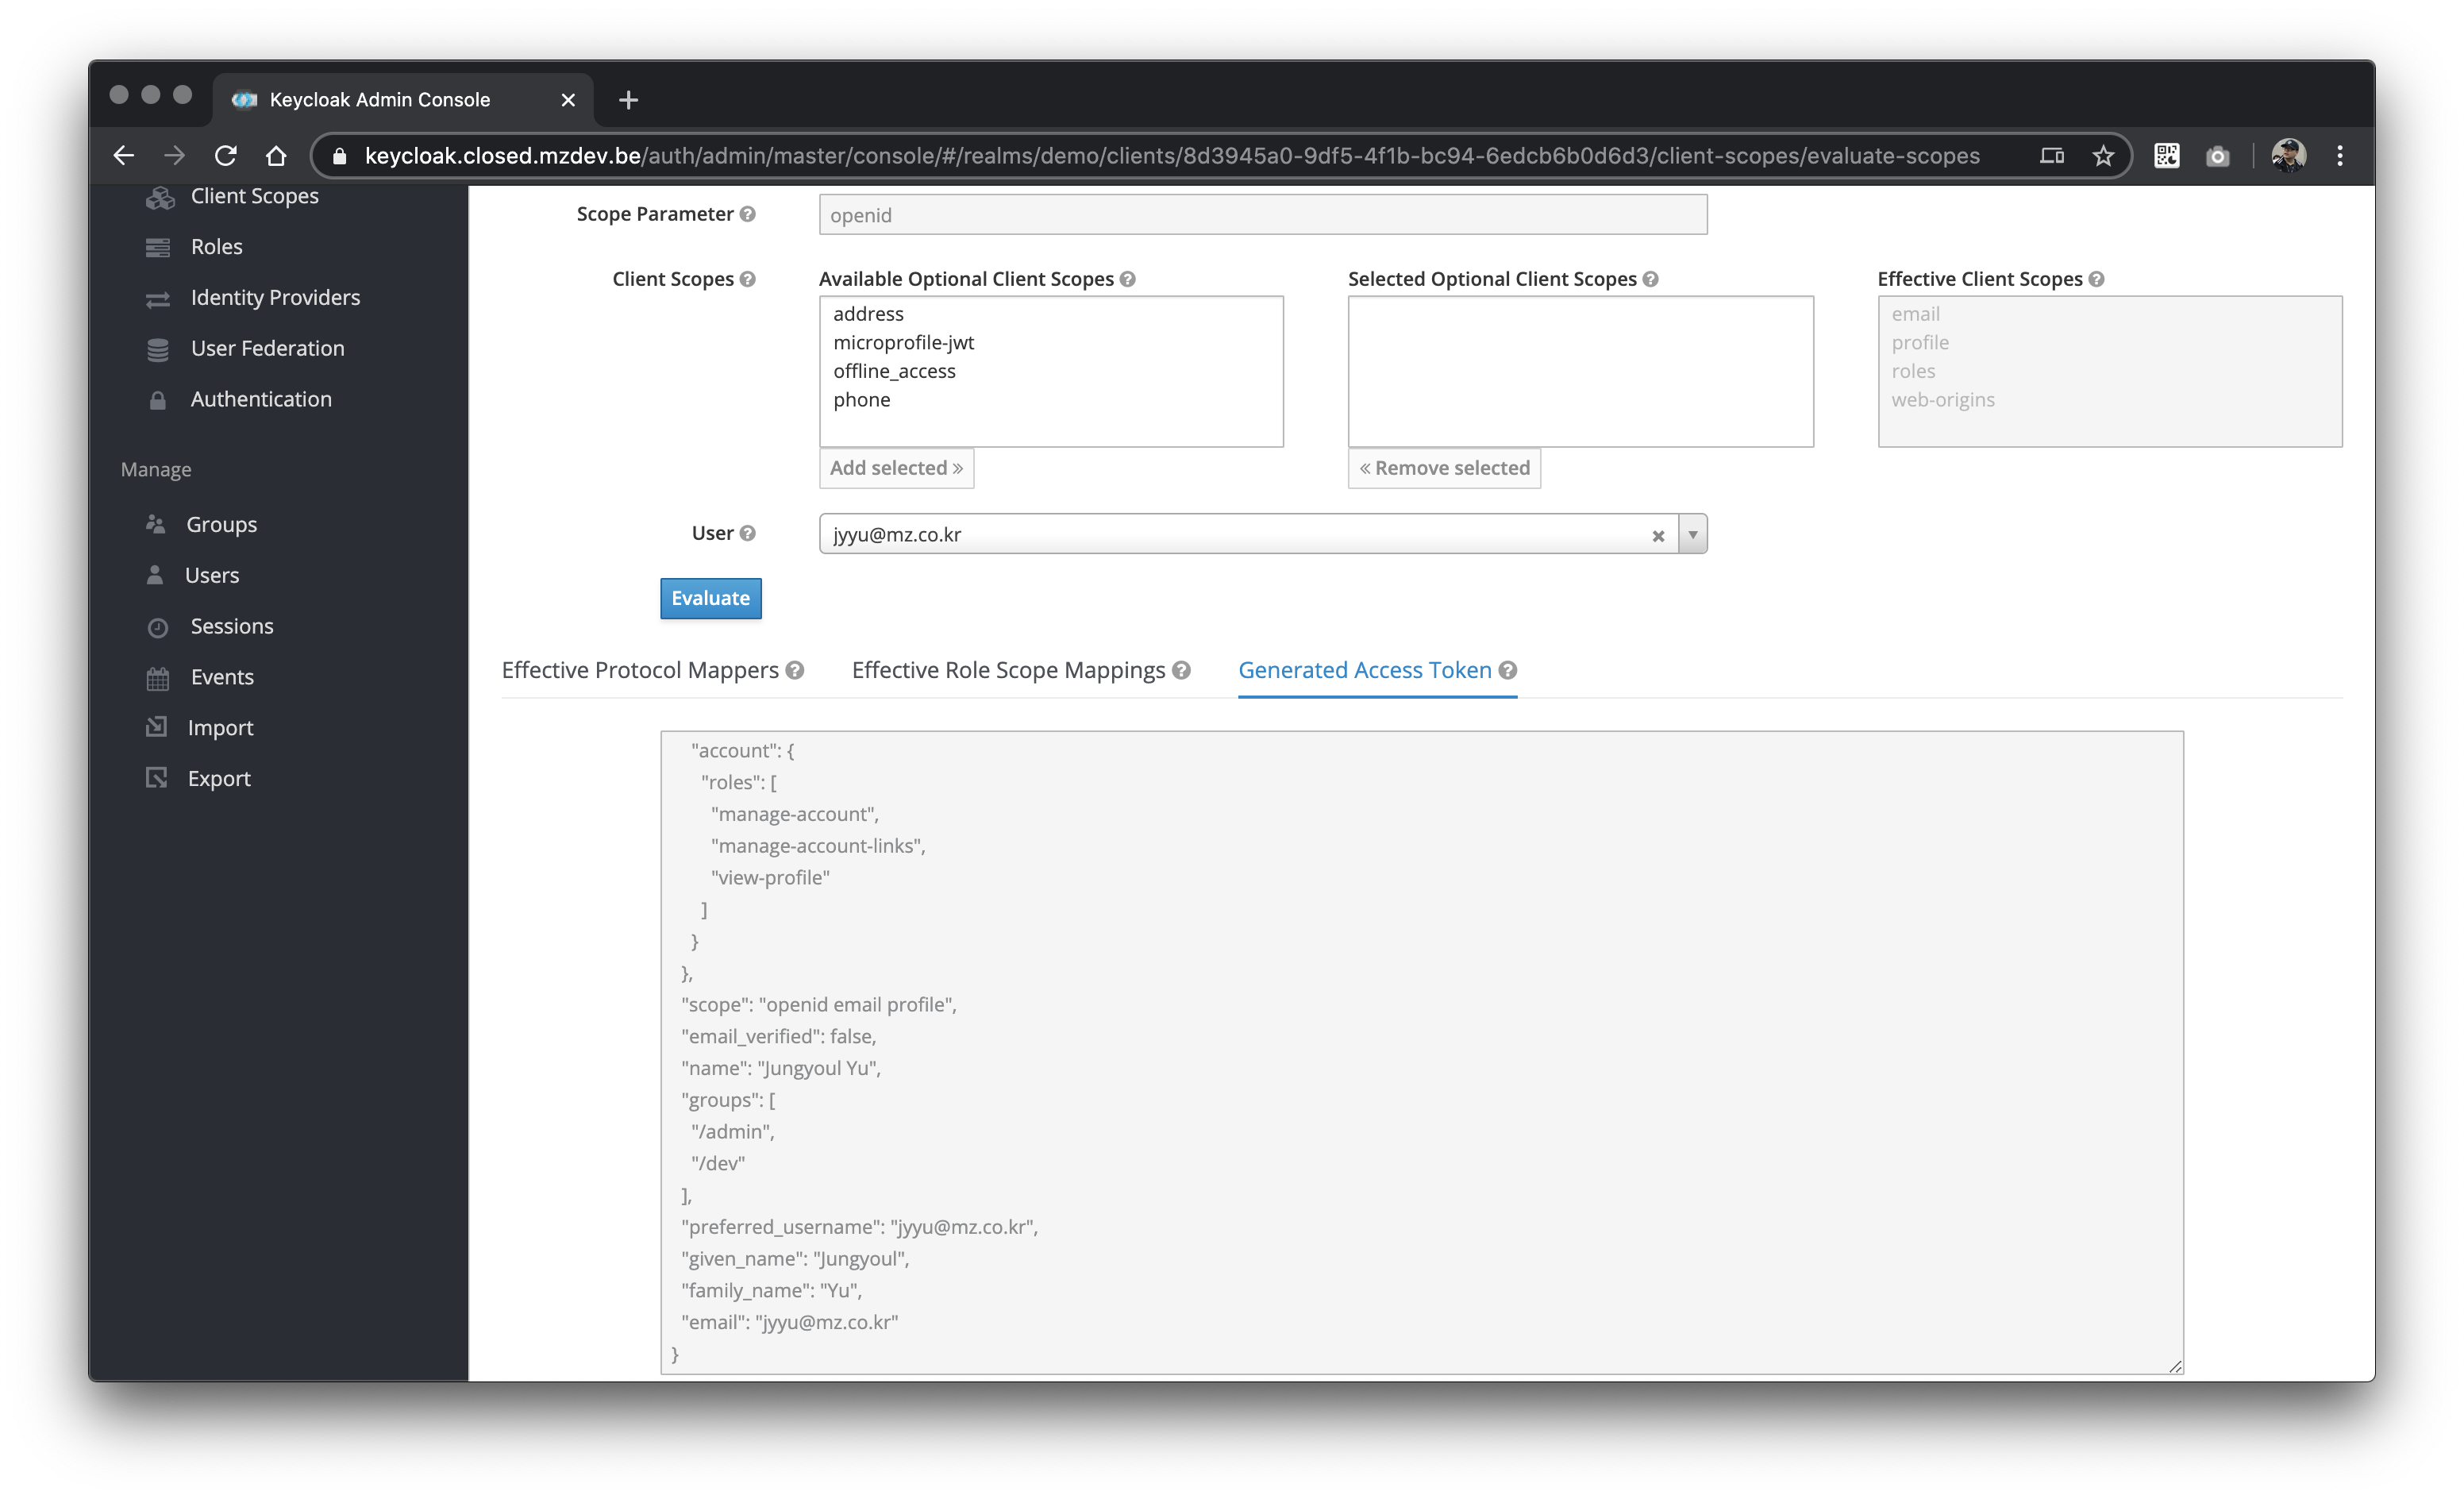 Keycloak Admin Console
keycloak.closed.mzdev.be/auth/admin/master/console/#/realms/demo/clients/8d3945a0-9df5-4f1b-bc94-6edcb6b0d6d3/client-scopes/evaluate-scopes
Client Scopes
Roles
Identity Providers
User Federation
Authentication
Manage
Groups
Users
Sessions
Events
Import
Export
Scope Parameter
openid
Client Scopes
Available Optional Client Scopes
address
microprofile-jwt
offline_access
phone
Add selected »
Selected Optional Client Scopes
« Remove selected
Effective Client Scopes
email
profile
roles
web-origins
User
jyyu@mz.co.kr
Evaluate
Effective Protocol Mappers
Effective Role Scope Mappings
Generated Access Token
"account": {
"roles": [
"manage-account",
"manage-account-links",
"view-profile"
]
}
},
"scope": "openid email profile",
"email_verified": false,
"name": "Jungyoul Yu",
"groups": [
"/admin",
"/dev"
],
"preferred_username": "jyyu@mz.co.kr",
"given_name": "Jungyoul",
"family_name": "Yu",
"email": "jyyu@mz.co.kr"
}